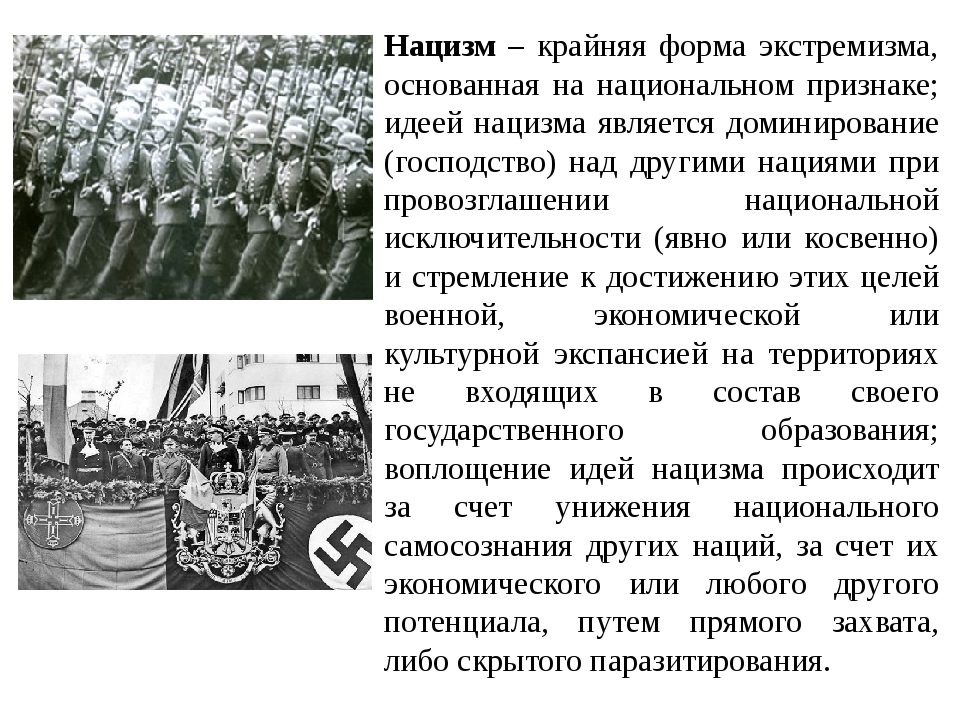 Нацизм – крайняя форма экстремизма,
основанная на национальном признаке;
идеей нацизма является доминирование
(господство) над другими нациями при
провозглашении национальной
исключительности (явно или косвенно)
и стремление к достижению этих целей
военной, экономической или
культурной экспансией на территориях
не входящих в состав своего
государственного образования;
воплощение идей нацизма происходит
за счет унижения национального
самосознания других наций, за счет их
экономического или любого другого
потенциала, путем прямого захвата,
либо скрытого паразитирования.